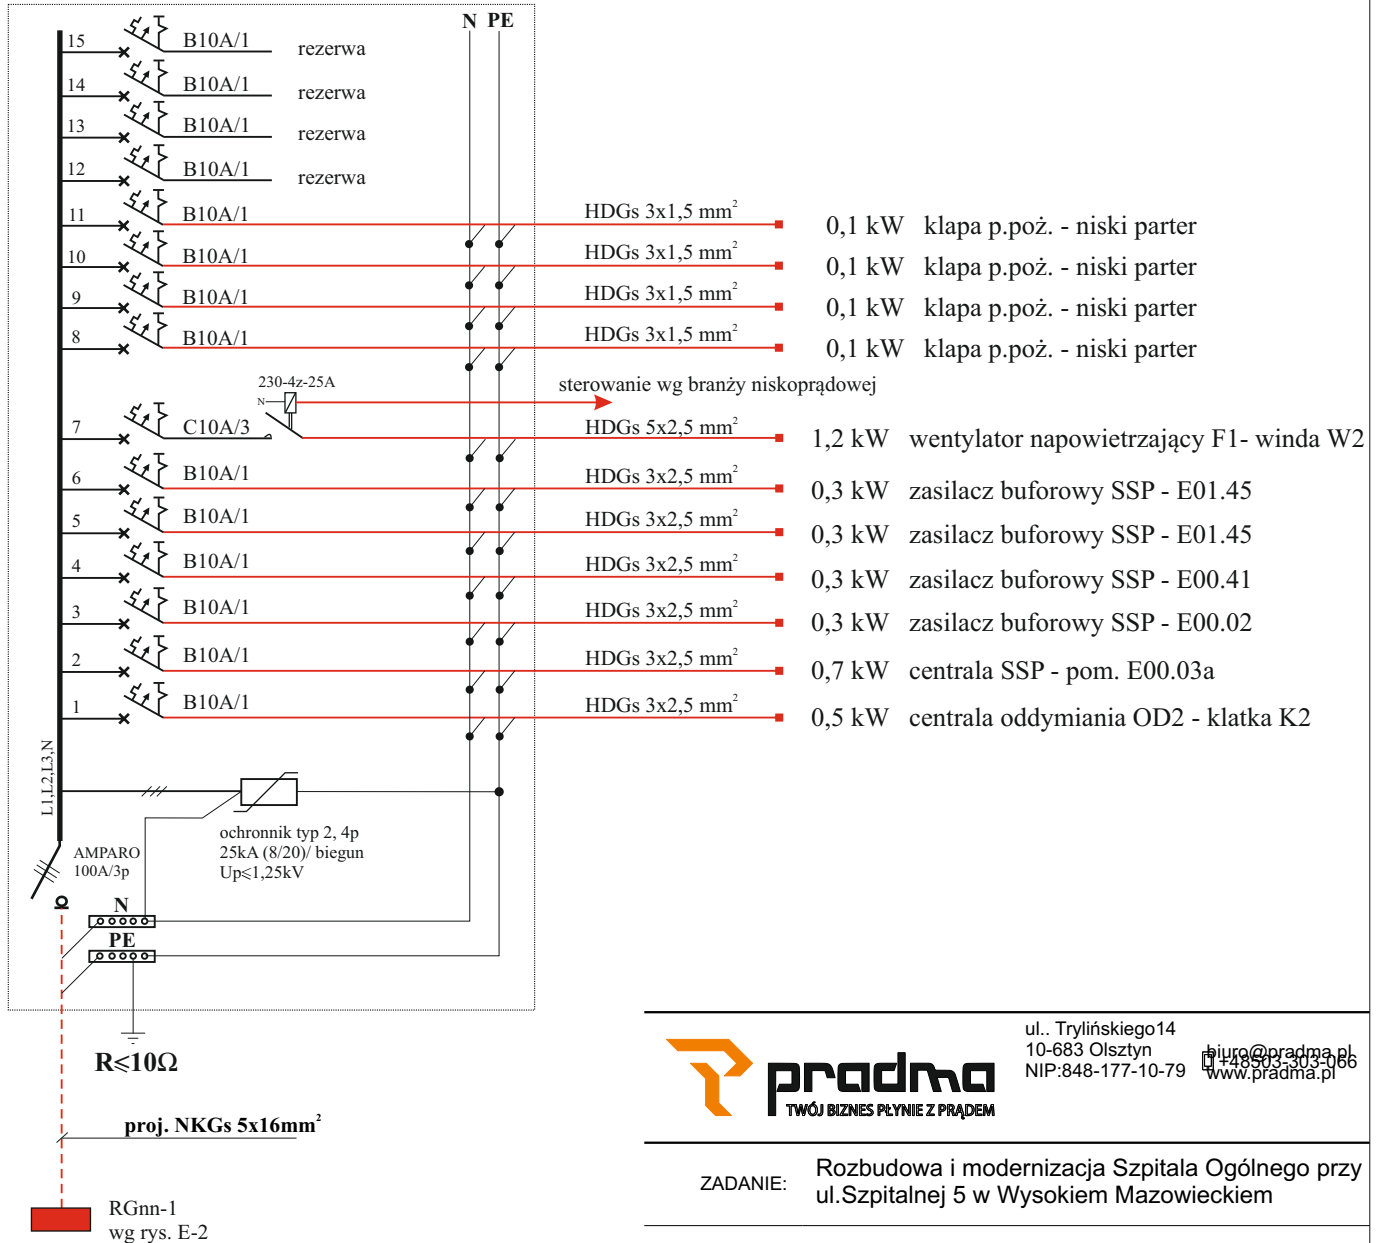 N PE
15 B10A/1 rezerwa
14 B10A/1 rezerwa
13 B10A/1 rezerwa
12 B10A/1 rezerwa
11 B10A/1 HDGs 3x1,5 mm² 0,1 kW klapa p.poż. - niski parter
10 B10A/1 HDGs 3x1,5 mm² 0,1 kW klapa p.poż. - niski parter
9 B10A/1 HDGs 3x1,5 mm² 0,1 kW klapa p.poż. - niski parter
8 B10A/1 HDGs 3x1,5 mm² 0,1 kW klapa p.poż. - niski parter
230-4z-25A
N
sterowanie wg branży niskoprądowej
7 C10A/3 HDGs 5x2,5 mm² 1,2 kW wentylator napowietrzający F1- winda W2
6 B10A/1 HDGs 3x2,5 mm² 0,3 kW zasilacz buforowy SSP - E01.45
5 B10A/1 HDGs 3x2,5 mm² 0,3 kW zasilacz buforowy SSP - E01.45
4 B10A/1 HDGs 3x2,5 mm² 0,3 kW zasilacz buforowy SSP - E00.41
3 B10A/1 HDGs 3x2,5 mm² 0,3 kW zasilacz buforowy SSP - E00.02
2 B10A/1 HDGs 3x2,5 mm² 0,7 kW centrala SSP - pom. E00.03a
1 B10A/1 HDGs 3x2,5 mm² 0,5 kW centrala oddymiania OD2 - klatka K2
L1,L2,L3,N
ochronnik typ 2, 4p
25kA (8/20)/ biegun
Up⩽1,25kV
AMPARO
100A/3p
N
PE
R⩽10Ω
proj. NKGs 5x16mm²
RGnn-1
wg rys. E-2
pradma
TWÓJ BIZNES PŁYNIE Z PRĄDEM
ul.. Trylińskiego14
10-683 Olsztyn
NIP:848-177-10-79
biuro@pradma.pl
+48503-303-066
www.pradma.pl
ZADANIE:
Rozbudowa i modernizacja Szpitala Ogólnego przy
ul.Szpitalnej 5 w Wysokiem Mazowieckiem